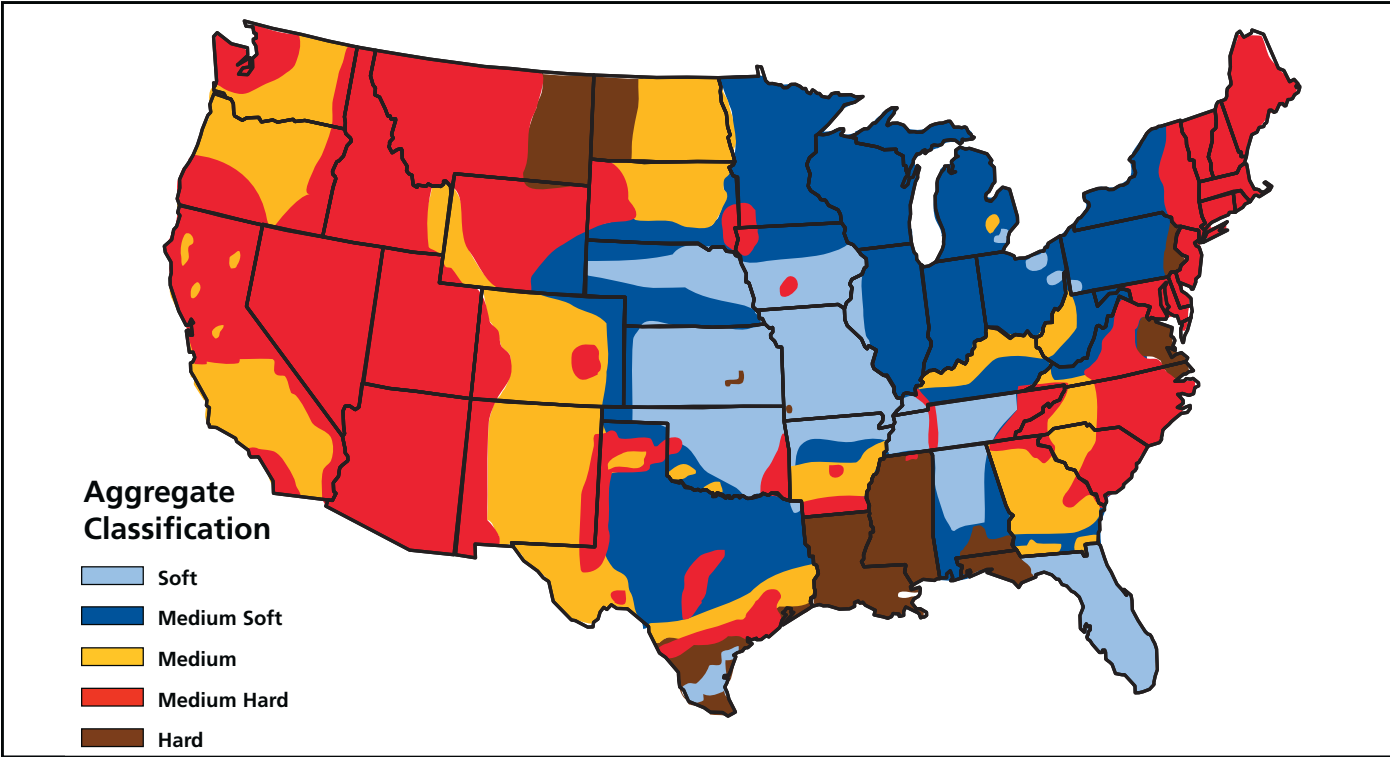 Aggregate
Classification
Soft
Medium Soft
Medium
Medium Hard
Hard